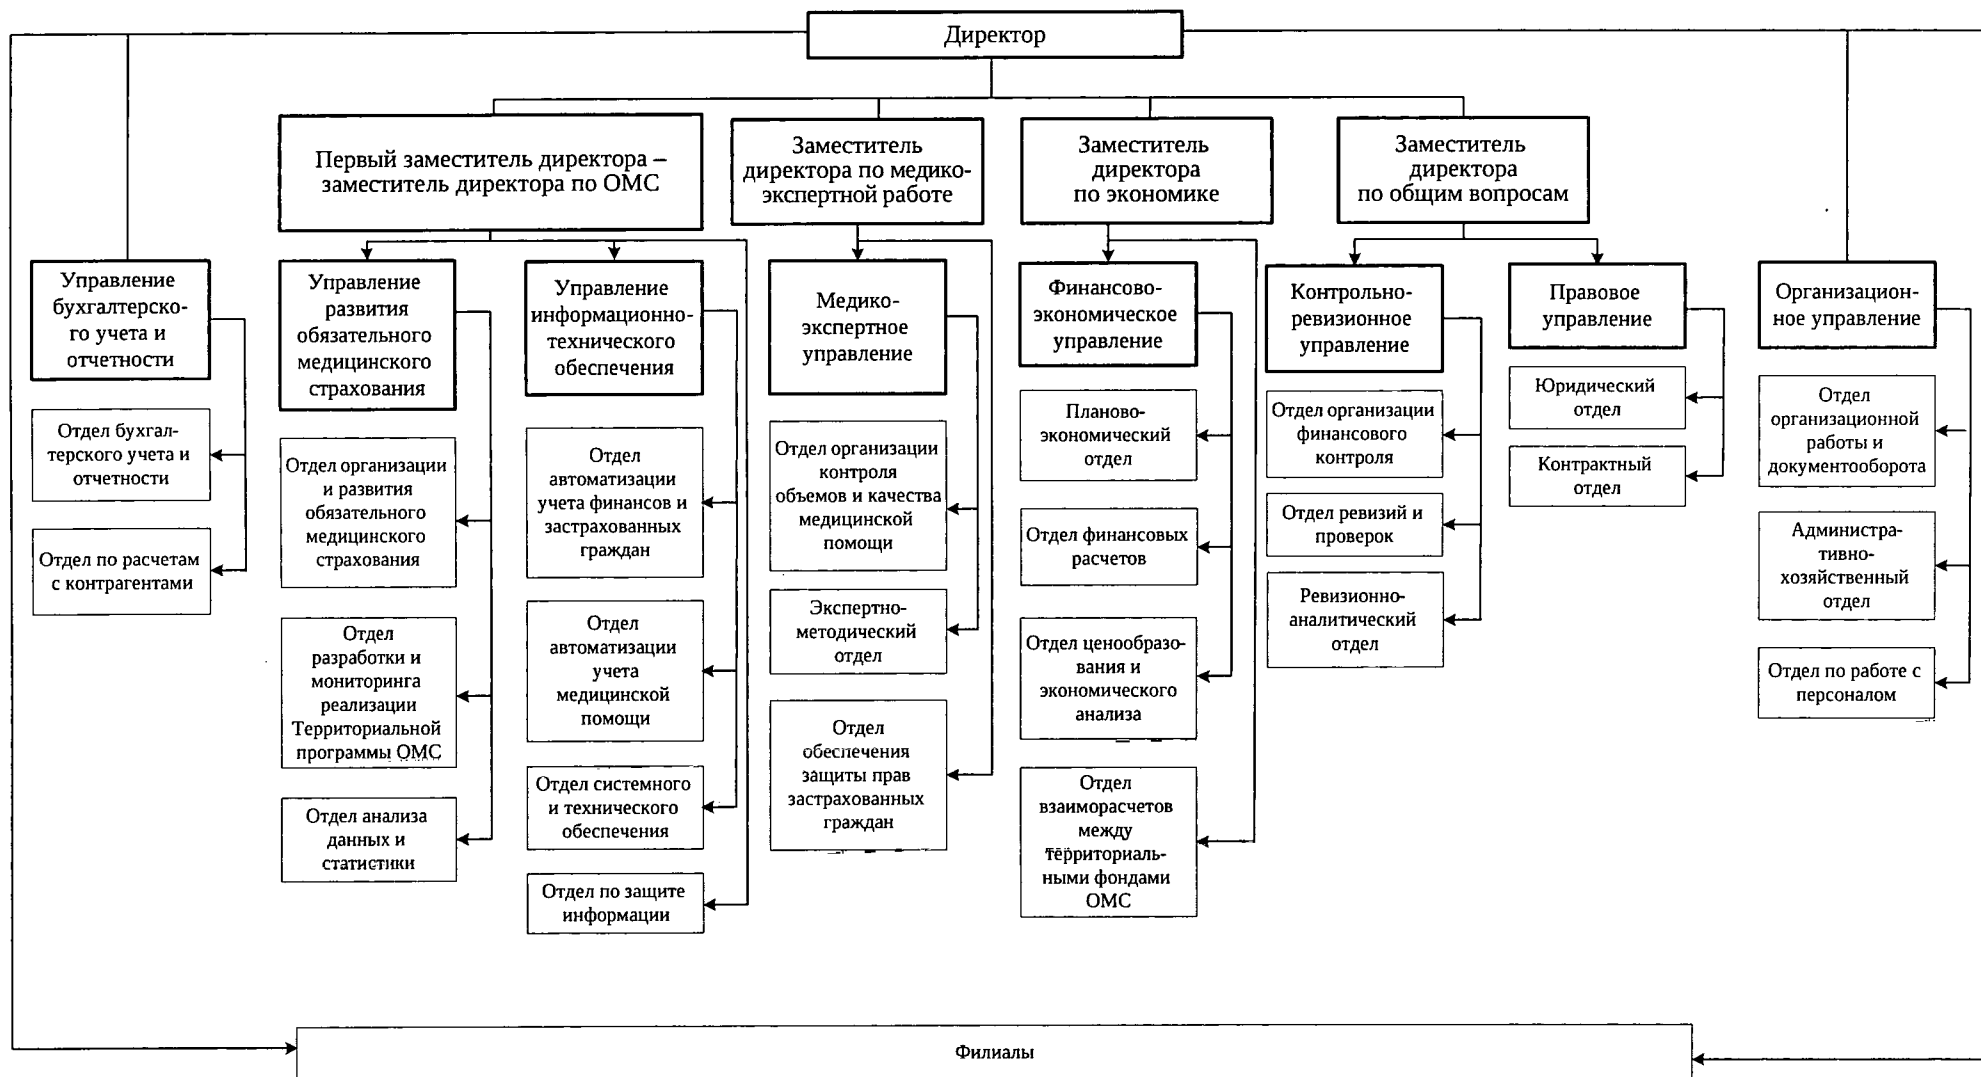 Директор
Первый заместитель директора –
заместитель директора по ОМС
Заместитель
директора по медико-
экспертной работе
Заместитель
директора
по экономике
Заместитель
директора
по общим вопросам
Управление
бухгалтерско-
го учета и
отчетности
Управление
развития
обязательного
медицинского
страхования
Управление
информационно-
технического
обеспечения
Медико-
экспертное
управление
Финансово-
экономическое
управление
Контрольно-
ревизионное
управление
Правовое
управление
Организацион-
ное управление
Отдел бухгал-
терского учета и
отчетности
Отдел по расчетам
с контрагентами
Отдел организации
и развития
обязательного
медицинского
страхования
Отдел
разработки и
мониторинга
реализации
Территориальной
программы ОМС
Отдел анализа
данных и
статистики
Отдел
автоматизации
учета финансов и
застрахованных
граждан
Отдел
автоматизации
учета
медицинской
помощи
Отдел системного
и технического
обеспечения
Отдел по защите
информации
Отдел организации
контроля
объемов и качества
медицинской
помощи
Экспертно-
методический
отдел
Отдел
обеспечения
защиты прав
застрахованных
граждан
Планово-
экономический
отдел
Отдел финансовых
расчетов
Отдел ценообразо-
вания и
экономического
анализа
Отдел
взаиморасчетов
между
территориаль-
ными фондами
ОМС
Отдел организации
финансового
контроля
Отдел ревизий и
проверок
Ревизионно-
аналитический
отдел
Юридический
отдел
Контрактный
отдел
Отдел
организационной
работы и
документооборота
Администра-
тивно-
хозяйственный
отдел
Отдел по работе с
персоналом
Филиалы